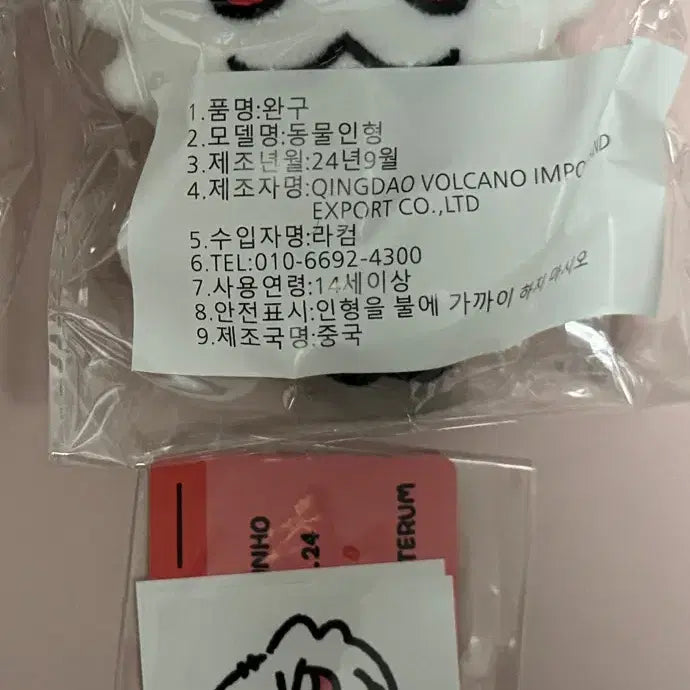 1.품명:완구
2.모델명:동물인형
3.제조년월:24년9월
4.제조자명:QINGDAO VOLCANO
EXPORT CO.,LTD
5.수입자명:라컴
6.TEL:010-6692-4300
7.사용연령:14세이상
8.안전표시:인형을 불에 가까이 하지 마시오
9.제조국명:중국
.24